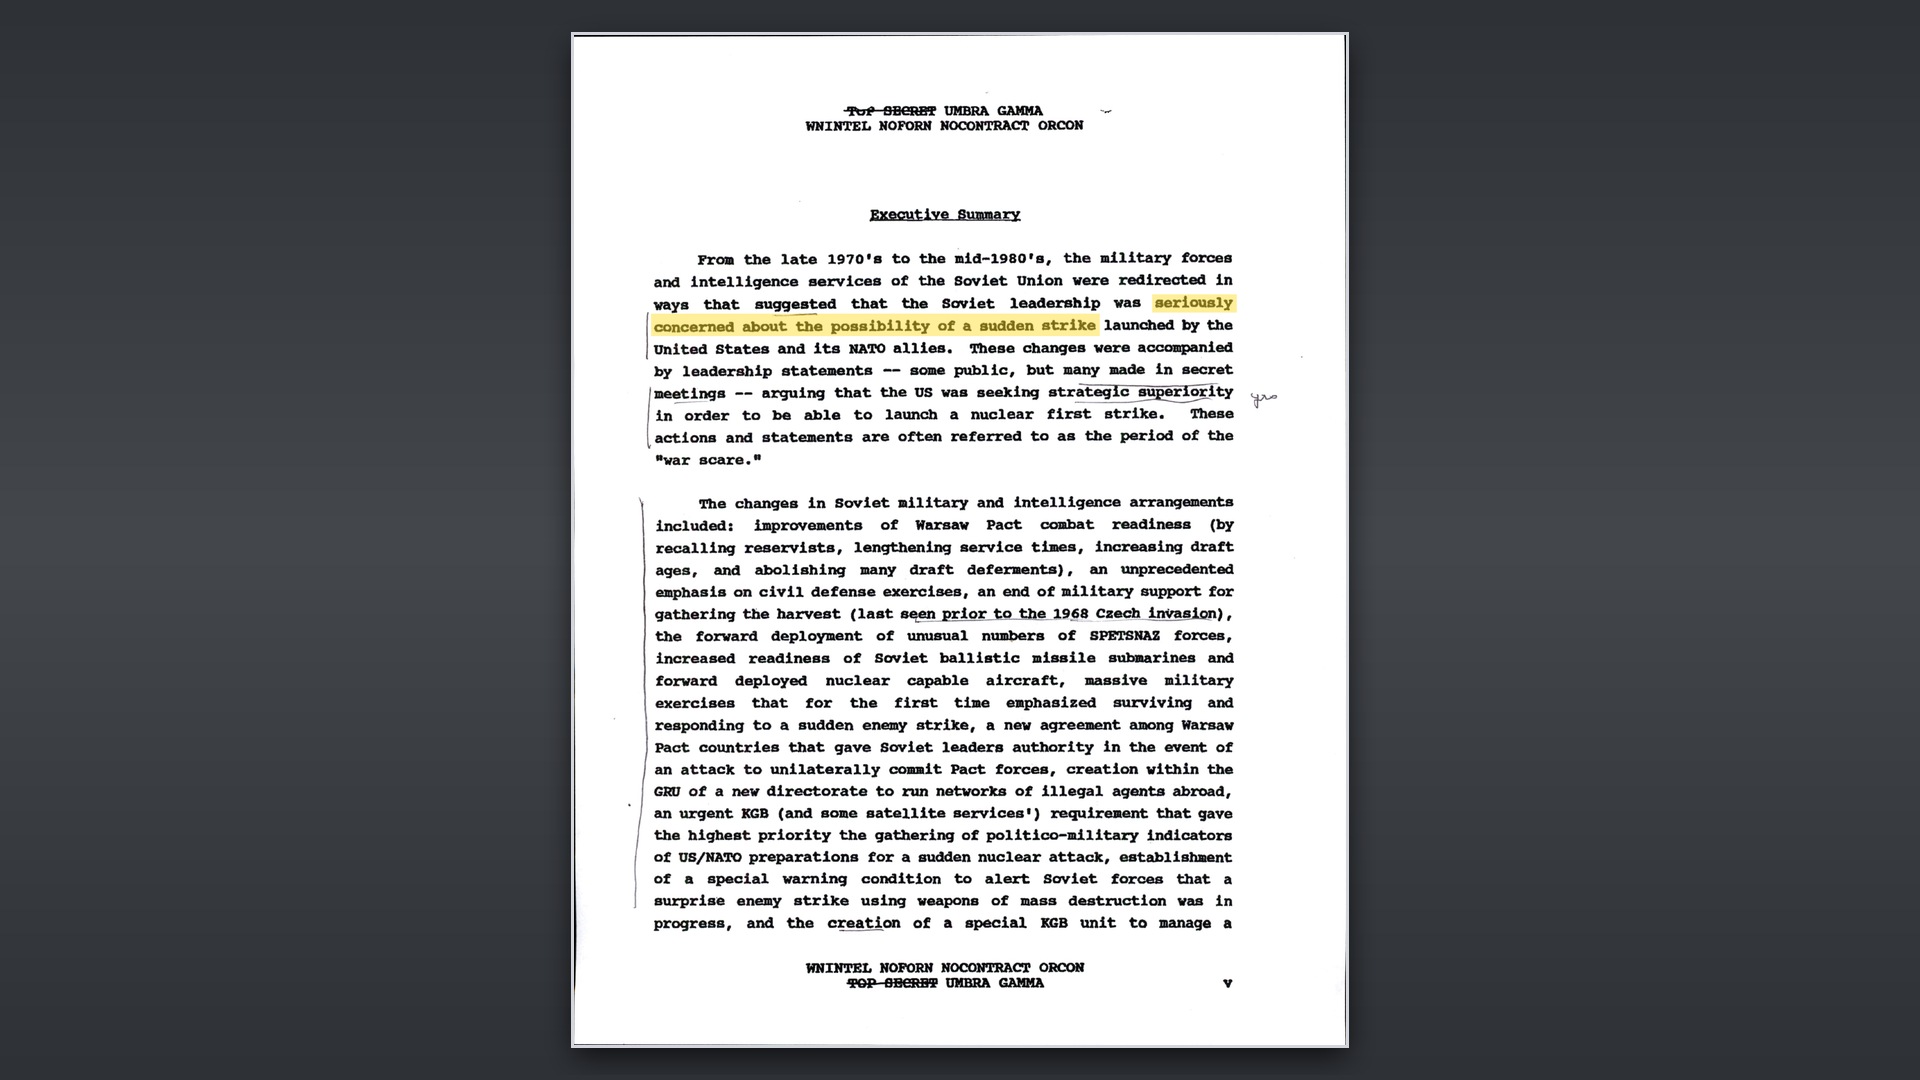 TOP SECRET UMBRA GAMMA
WNINTEL NOFORN NOCONTRACT ORCON
Executive Summary
From the late 1970's to the mid-1980's, the military forces
and intelligence services of the Soviet Union were redirected in
ways that suggested that the Soviet leadership was seriously
concerned about the possibility of a sudden strike launched by the
United States and its NATO allies. These changes were accompanied
by leadership statements -- some public, but many made in secret
meetings -- arguing that the US was seeking strategic superiority
in order to be able to launch a nuclear first strike. These
actions and statements are often referred to as the period of the
"war scare."
The changes in Soviet military and intelligence arrangements
included: improvements of Warsaw Pact combat readiness (by
recalling reservists, lengthening service times, increasing draft
ages, and abolishing many draft deferments), an unprecedented
emphasis on civil defense exercises, an end of military support for
gathering the harvest (last seen prior to the 1968 Czech invasion),
the forward deployment of unusual numbers of SPETSNAZ forces,
increased readiness of Soviet ballistic missile submarines and
forward deployed nuclear capable aircraft, massive military
exercises that for the first time emphasized surviving and
responding to a sudden enemy strike, a new agreement among Warsaw
Pact countries that gave Soviet leaders authority in the event of
an attack to unilaterally commit Pact forces, creation within the
GRU of a new directorate to run networks of illegal agents abroad,
an urgent KGB (and some satellite services') requirement that gave
the highest priority the gathering of politico-military indicators
of US/NATO preparations for a sudden nuclear attack, establishment
of a special warning condition to alert Soviet forces that a
surprise enemy strike using weapons of mass destruction was in
progress, and the creation of a special KGB unit to manage a
WNINTEL NOFORN NOCONTRACT ORCON
TOP SECRET UMBRA GAMMA
v